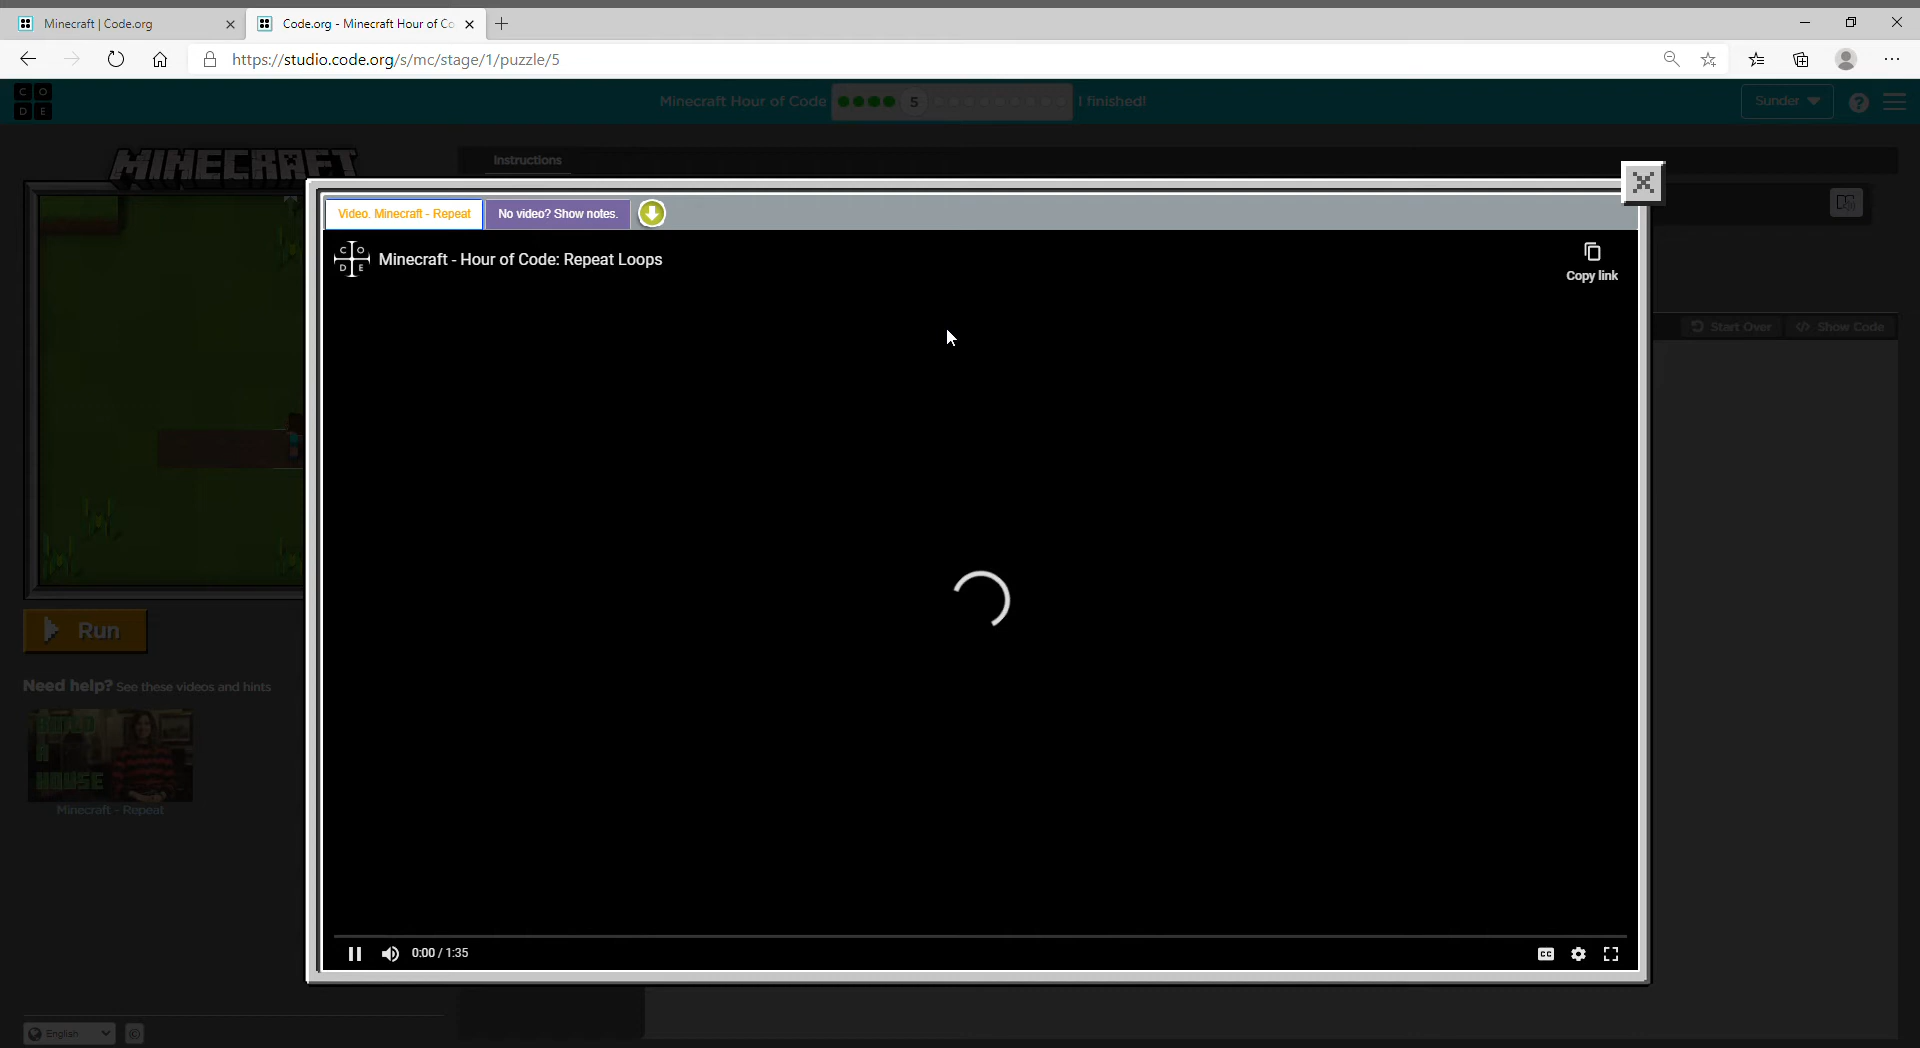 Minecraft | Code.org
Code.org - Minecraft Hour of Co
https://studio.code.org/s/mc/stage/1/puzzle/5
C O
D E
Minecraft Hour of Code
5
I finished!
Sunder
?
MINECRAFT
Instructions
Video. Minecraft - Repeat
No video? Show notes.
C O
D E
Minecraft - Hour of Code: Repeat Loops
Copy link
Start Over
Show Code
Run
Need help? See these videos and hints
BUILD
A
HOUSE
Minecraft - Repeat
0:00 / 1:35
CC
English
©